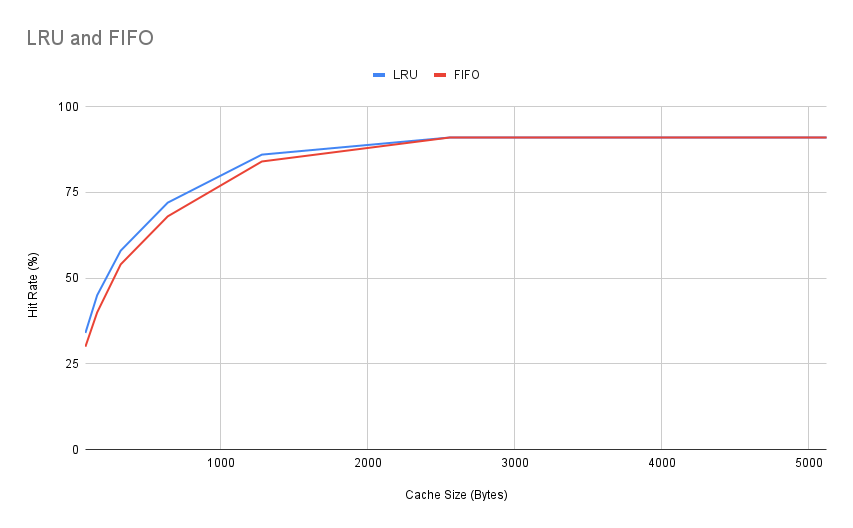 LRU and FIFO
LRU FIFO
100
75
50
25
0
Hit Rate (%)
1000 2000 3000 4000 5000
Cache Size (Bytes)